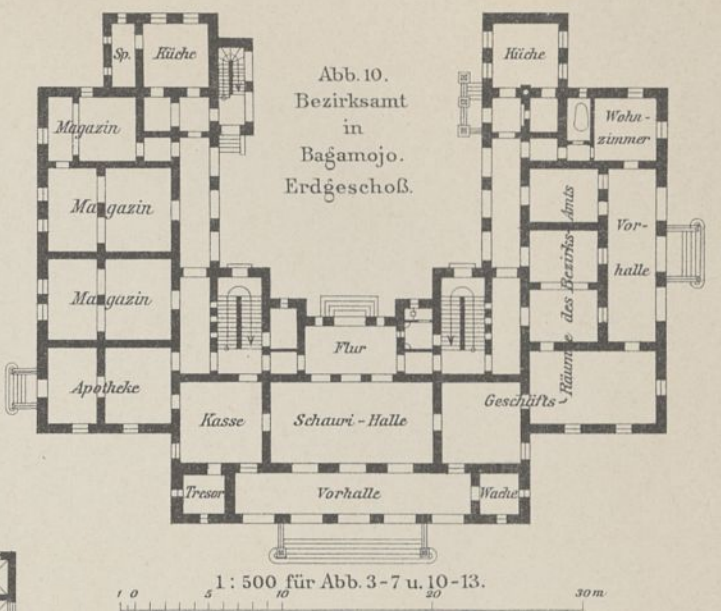 Abb. 10.
Bezirksamt
in
Bagamojo.
Erdgeschoß.
Sp.
Küche
Küche
Magazin
Wohn-
zimmer
Magazin
Vor-
halle
Magazin
Flur
Apotheke
Kasse
Schauri-Halle
Geschäfts-
Räume des Bezirks-Amts
Tresor
Vorhalle
Wache
1 : 500 für Abb. 3-7 u. 10-13.
1 0 5 10 20 30 m